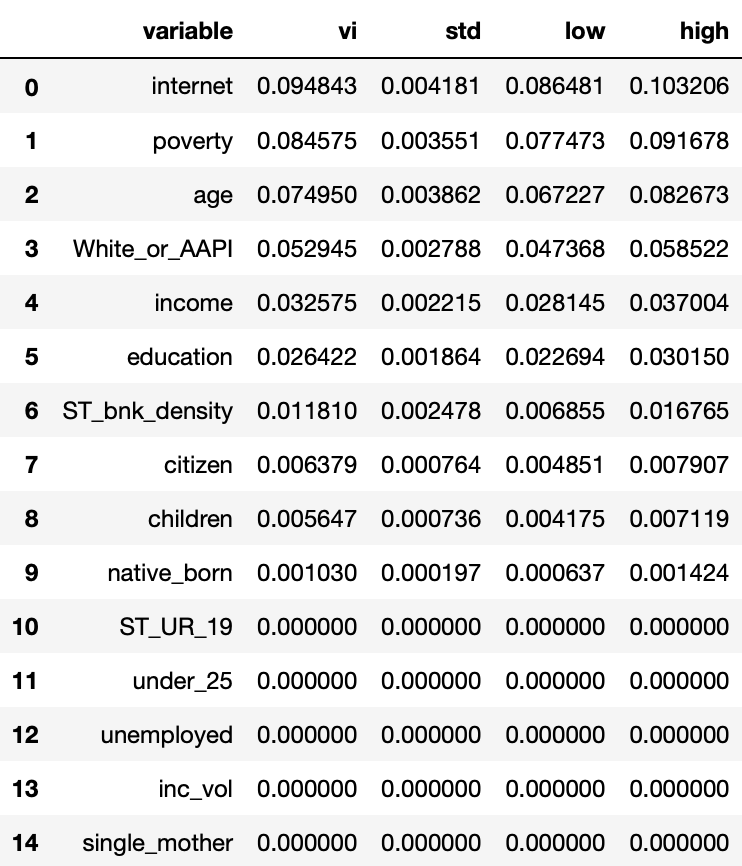 variable vi std low high
0 internet 0.094843 0.004181 0.086481 0.103206
1 poverty 0.084575 0.003551 0.077473 0.091678
2 age 0.074950 0.003862 0.067227 0.082673
3 White_or_AAPI 0.052945 0.002788 0.047368 0.058522
4 income 0.032575 0.002215 0.028145 0.037004
5 education 0.026422 0.001864 0.022694 0.030150
6 ST_bnk_density 0.011810 0.002478 0.006855 0.016765
7 citizen 0.006379 0.000764 0.004851 0.007907
8 children 0.005647 0.000736 0.004175 0.007119
9 native_born 0.001030 0.000197 0.000637 0.001424
10 ST_UR_19 0.000000 0.000000 0.000000 0.000000
11 under_25 0.000000 0.000000 0.000000 0.000000
12 unemployed 0.000000 0.000000 0.000000 0.000000
13 inc_vol 0.000000 0.000000 0.000000 0.000000
14 single_mother 0.000000 0.000000 0.000000 0.000000